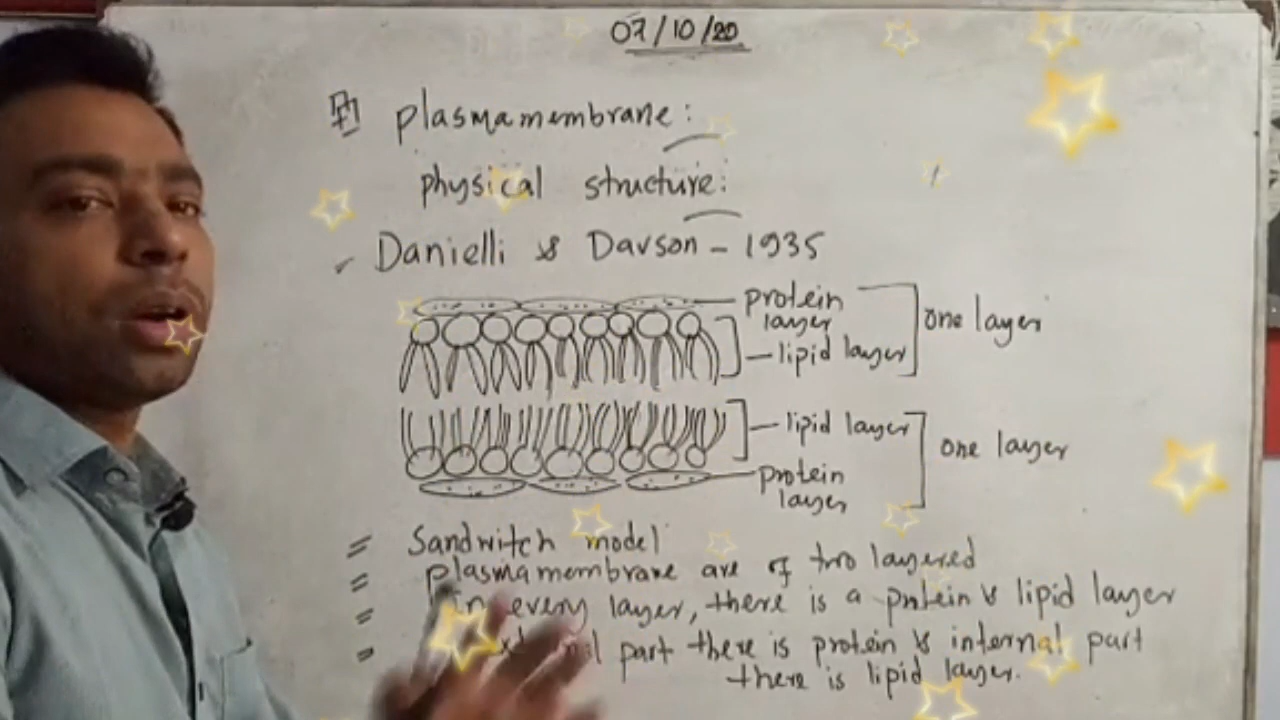 07/10/20
plasmamembrane:
physical structure:
Danielli & Davson - 1935
protein layer
one layer
lipid layer
lipid layer
one layer
protein layer
Sandwitch model
plasmamembrane are of two layered
In every layer, there is a protein & lipid layer
part there is protein & internal part
there is lipid layer.